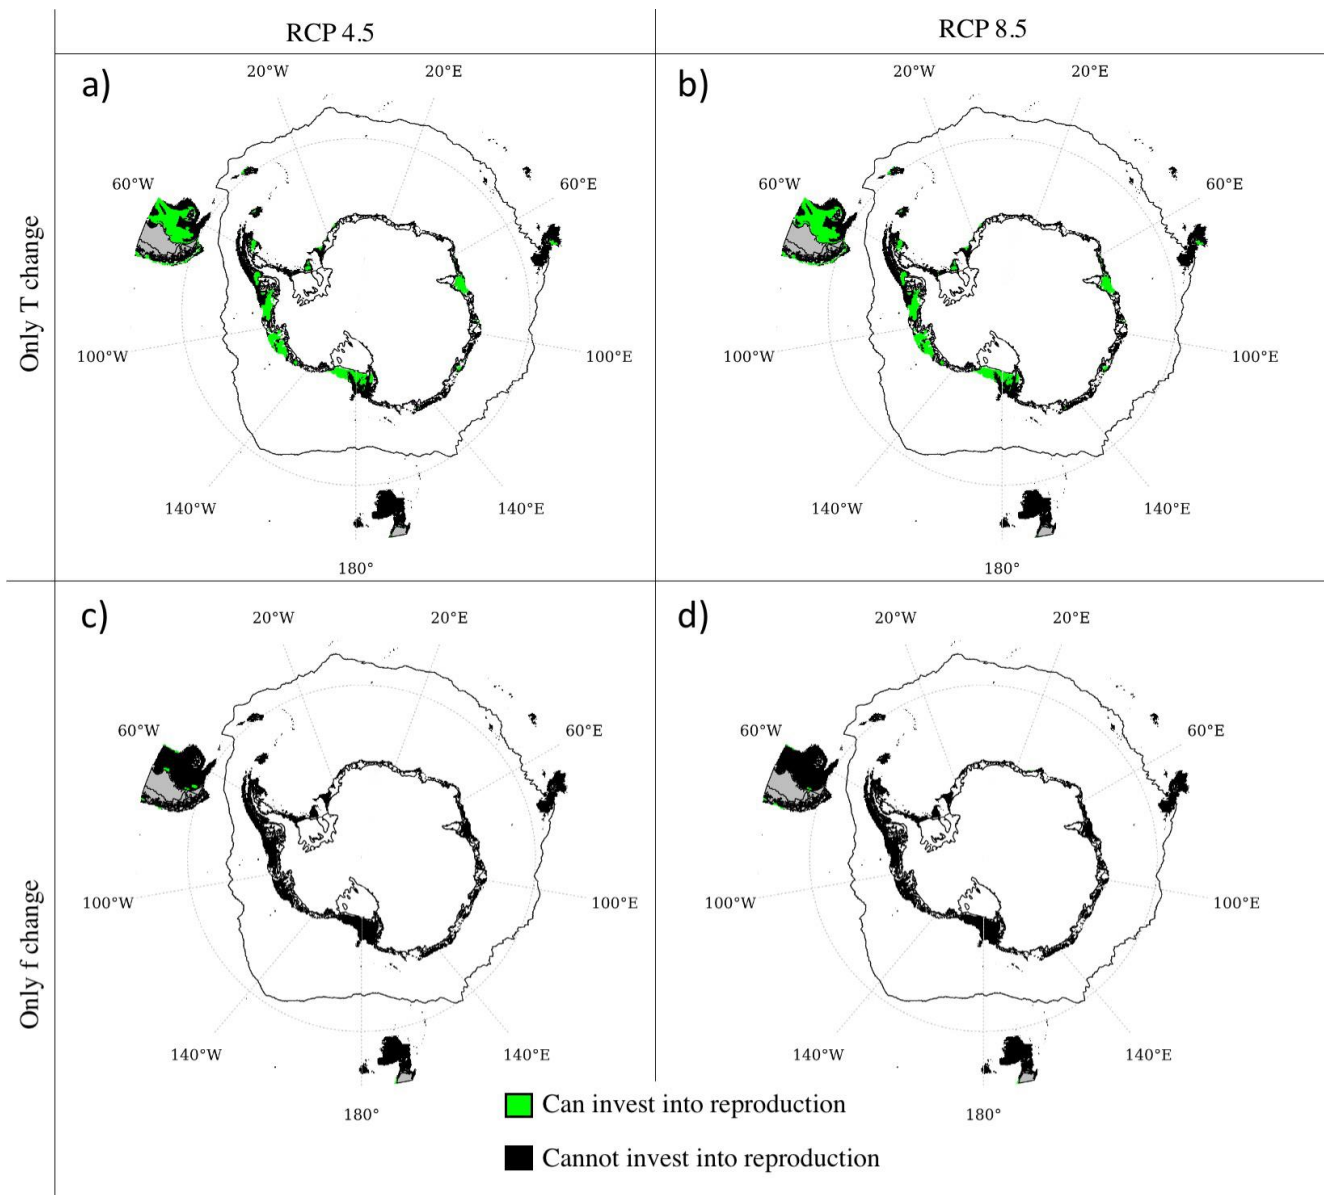 RCP 4.5
RCP 8.5
Only T change
a)
20°W
20°E
60°W
60°E
100°W
100°E
140°W
140°E
180°
b)
20°W
20°E
60°W
60°E
100°W
100°E
140°W
140°E
180°
Only f change
c)
20°W
20°E
60°W
60°E
100°W
100°E
140°W
140°E
180°
d)
20°W
20°E
60°W
60°E
100°W
100°E
140°W
140°E
180°
Can invest into reproduction
Cannot invest into reproduction